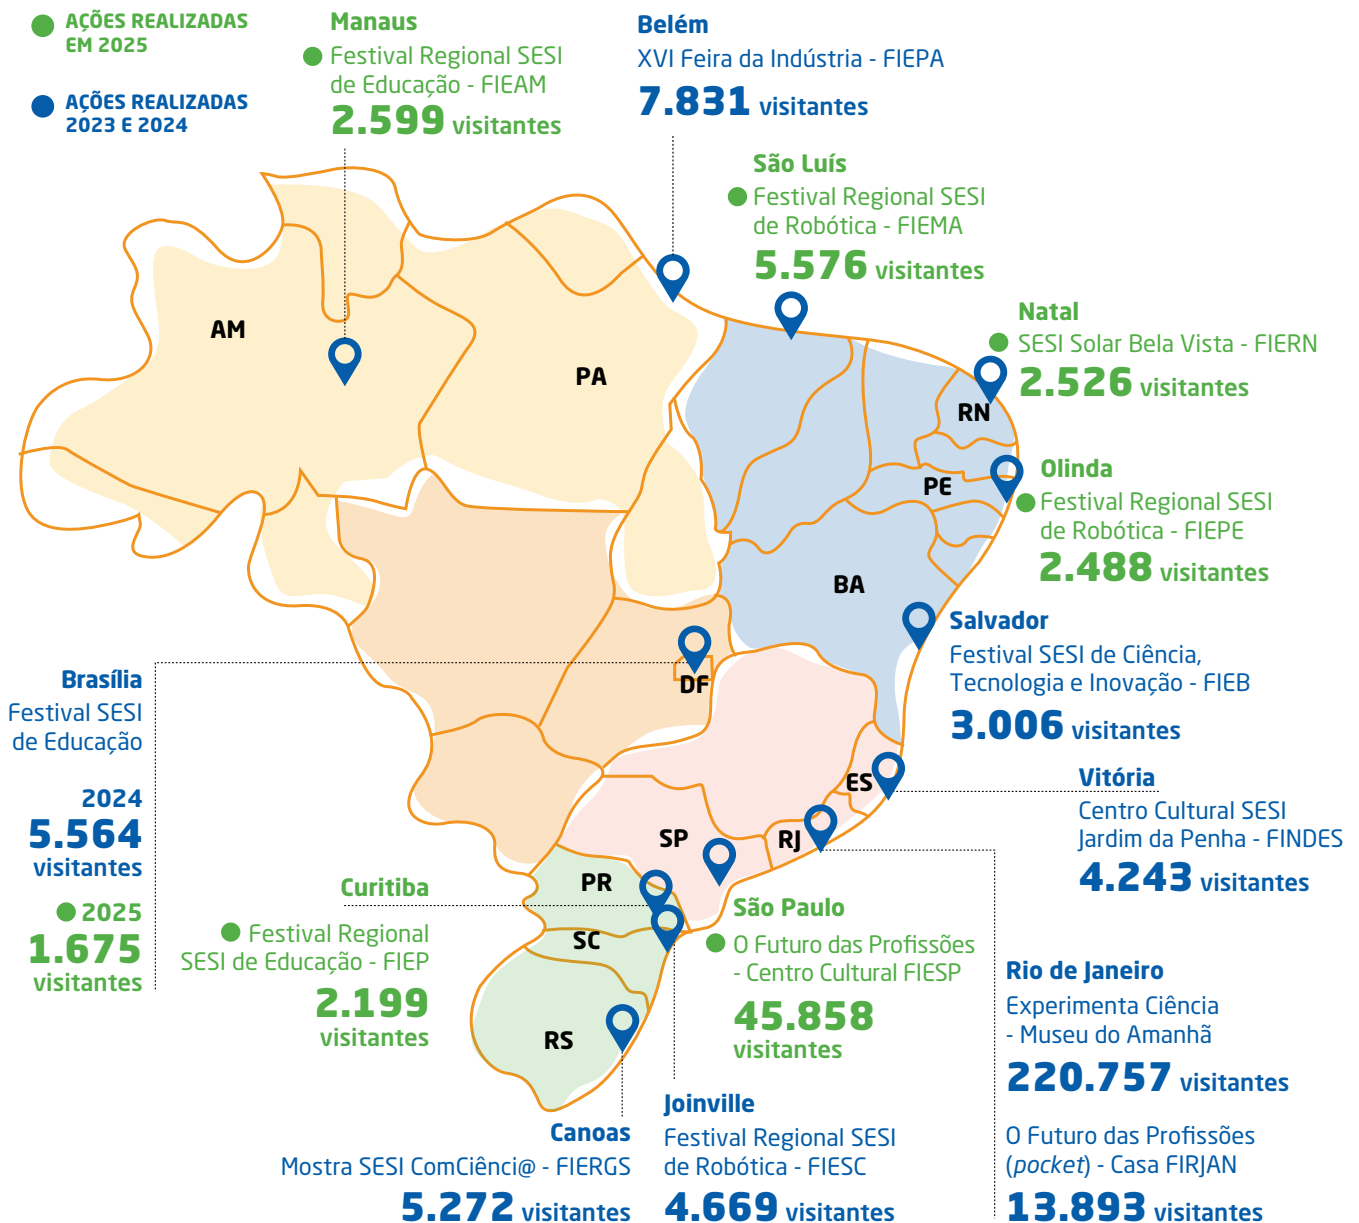 AÇÕES REALIZADAS
EM 2025
AÇÕES REALIZADAS
2023 E 2024
Manaus
Festival Regional SESI
de Educação - FIEAM
2.599 visitantes
Belém
XVI Feira da Indústria - FIEPA
7.831 visitantes
São Luís
Festival Regional SESI
de Robótica - FIEMA
5.576 visitantes
Natal
SESI Solar Bela Vista - FIERN
2.526 visitantes
Olinda
Festival Regional SESI
de Robótica - FIEPE
2.488 visitantes
Salvador
Festival SESI de Ciência,
Tecnologia e Inovação - FIEB
3.006 visitantes
Vitória
Centro Cultural SESI
Jardim da Penha - FINDES
4.243 visitantes
AM
PA
RN
PE
BA
DF
ES
SP
RJ
PR
SC
RS
Brasília
Festival SESI
de Educação
2024
5.564
visitantes
2025
1.675
visitantes
Curitiba
Festival Regional
SESI de Educação - FIEP
2.199
visitantes
São Paulo
O Futuro das Profissões
- Centro Cultural FIESP
45.858
visitantes
Rio de Janeiro
Experimenta Ciência
- Museu do Amanhã
220.757 visitantes
O Futuro das Profissões
(pocket) - Casa FIRJAN
13.893 visitantes
Canoas
Mostra SESI ComCiênci@ - FIERGS
5.272 visitantes
Joinville
Festival Regional SESI
de Robótica - FIESC
4.669 visitantes